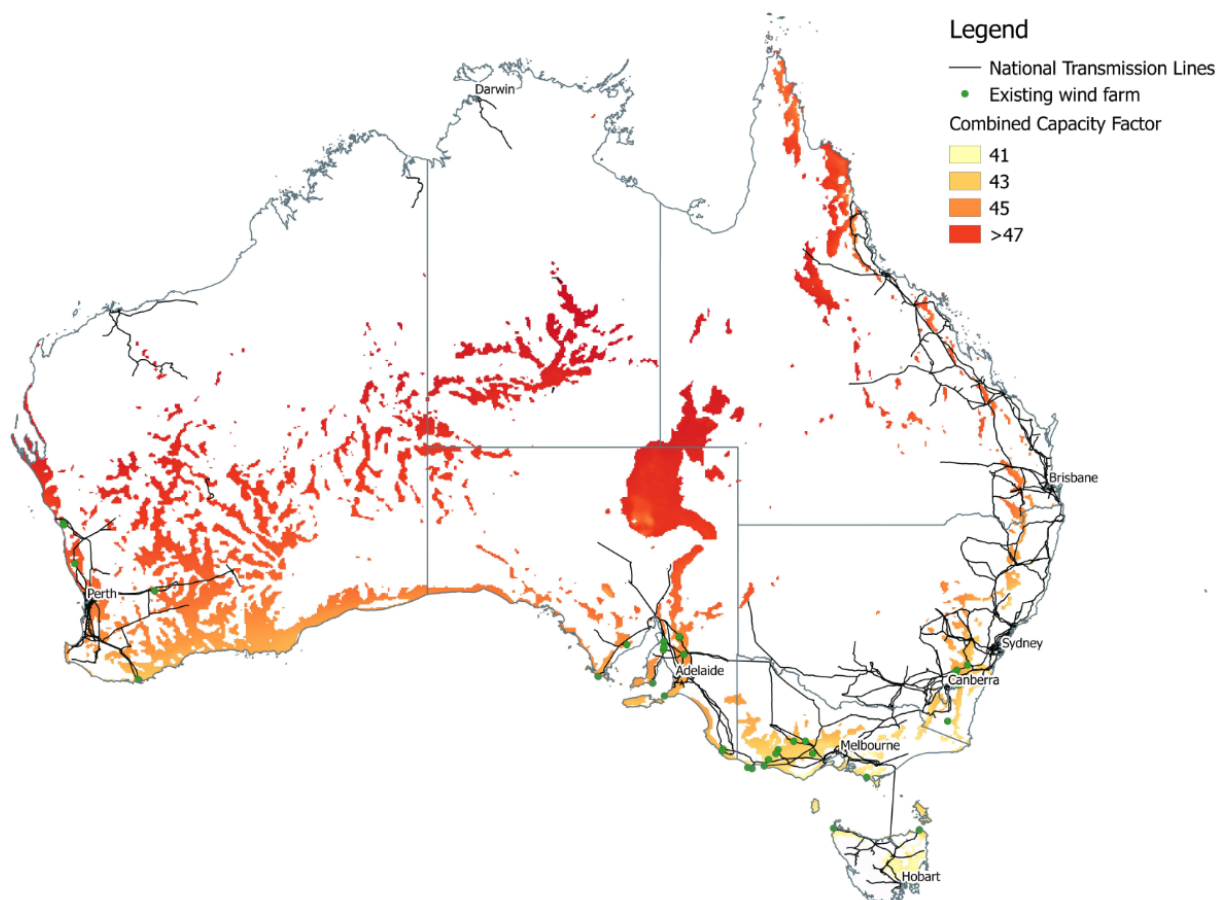 Legend
National Transmission Lines
Existing wind farm
Combined Capacity Factor
41
43
45
>47
Darwin
Brisbane
Perth
Sydney
Adelaide
Canberra
Melbourne
Hobart